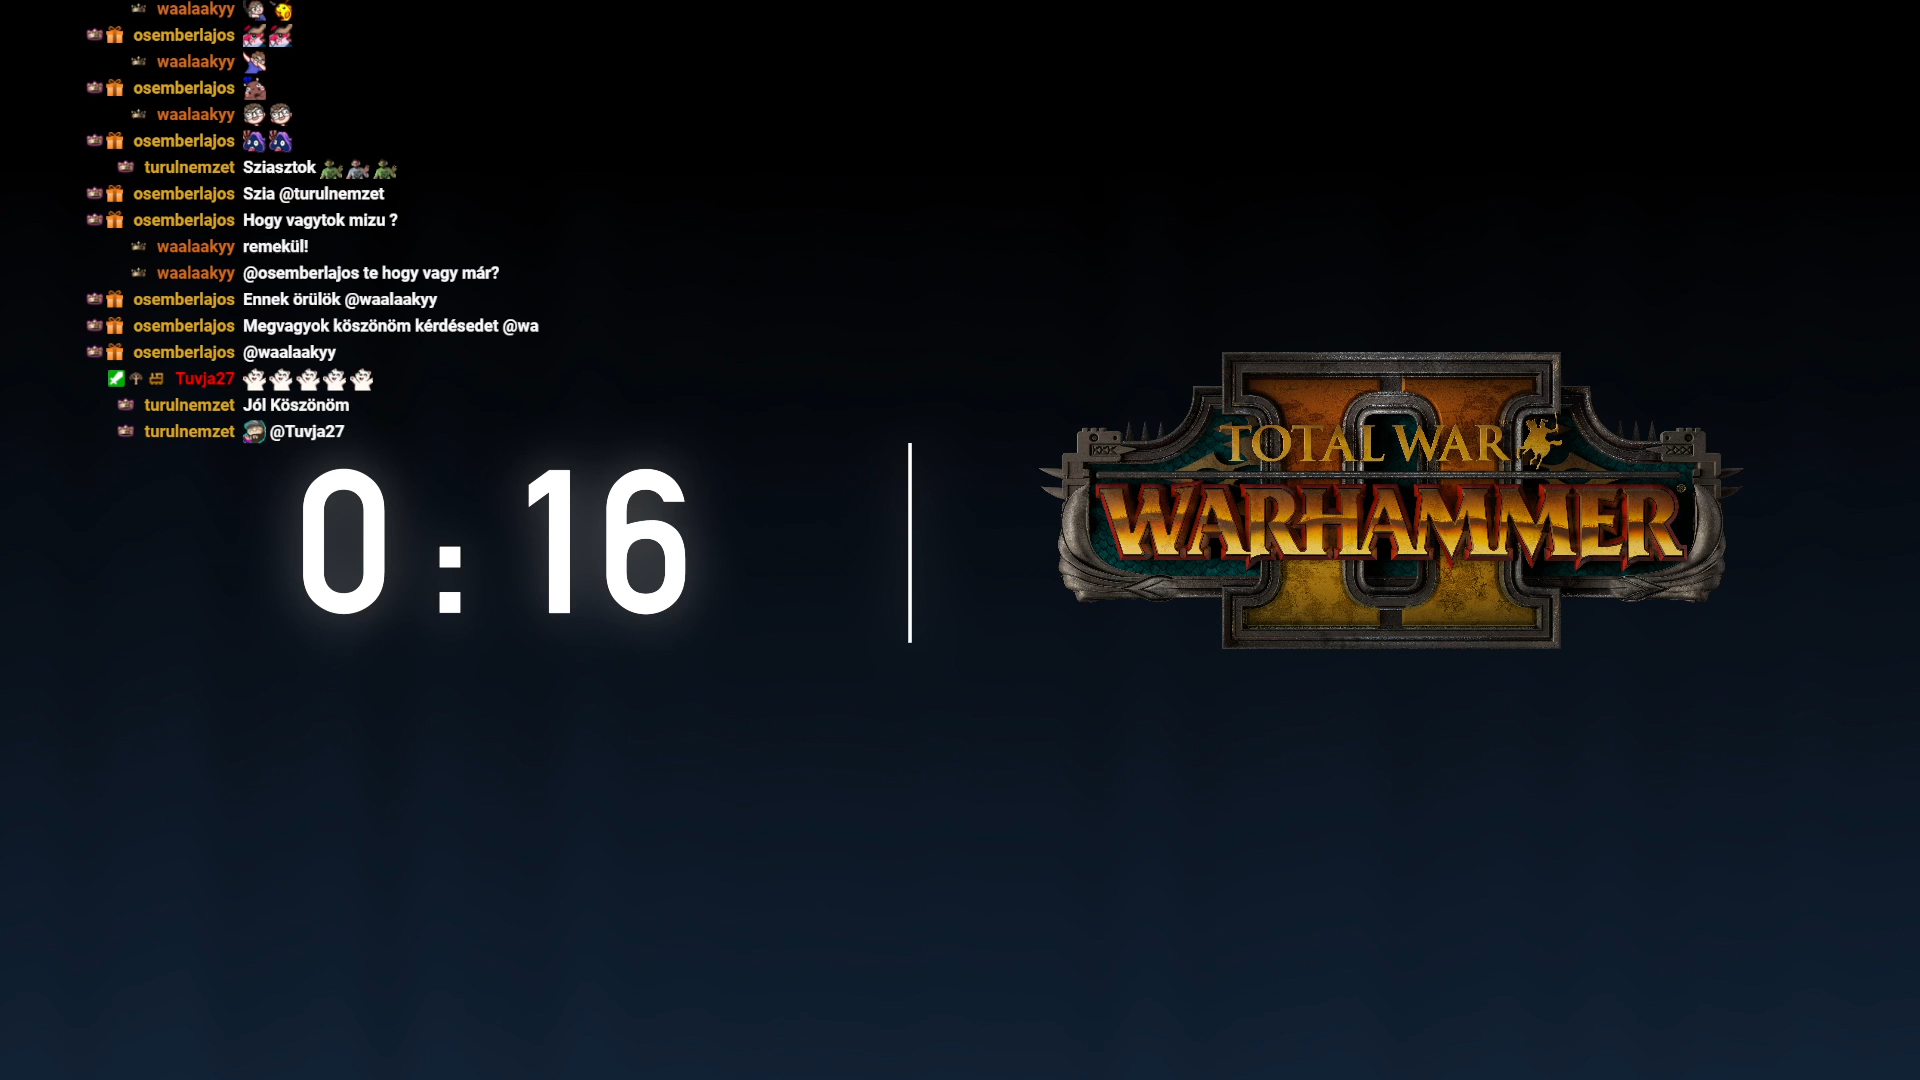 waalaakyy
osemberlajos
waalaakyy
osemberlajos
waalaakyy
osemberlajos
turulnemzet Sziasztok
osemberlajos Szia @turulnemzet
osemberlajos Hogy vagytok mizu ?
waalaakyy remekül!
waalaakyy @osemberlajos te hogy vagy már?
osemberlajos Ennek örülök @waalaakyy
osemberlajos Megvagyok köszönöm kérdésedet @wa
osemberlajos @waalaakyy
Tuvja27
turulnemzet Jól Köszönöm
turulnemzet @Tuvja27
0:16
TOTAL WAR
WARHAMMER®
II